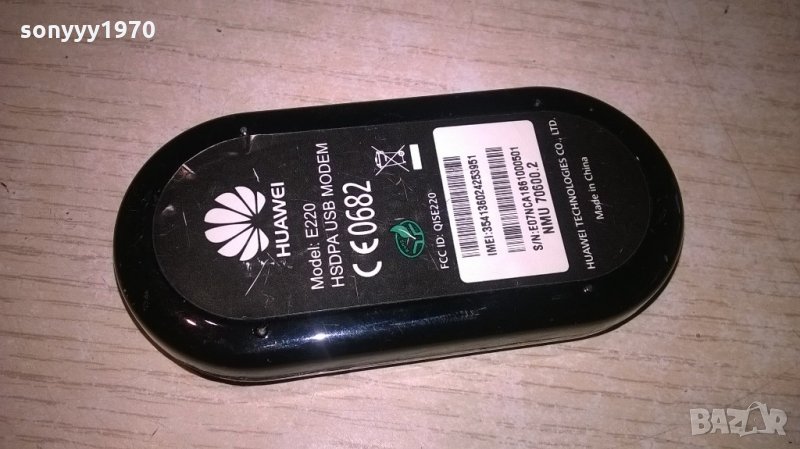 sonyyy1970
HUAWEI
Model: E220
HSDPA USB MODEM
CE0682
FCC ID: QISE220
IMEI:354136024253951
S/N:E07NCA1861000501
NMU 70600.2
HUAWEI TECHNOLOGIES CO., LTD.
Made in China
BAZAR